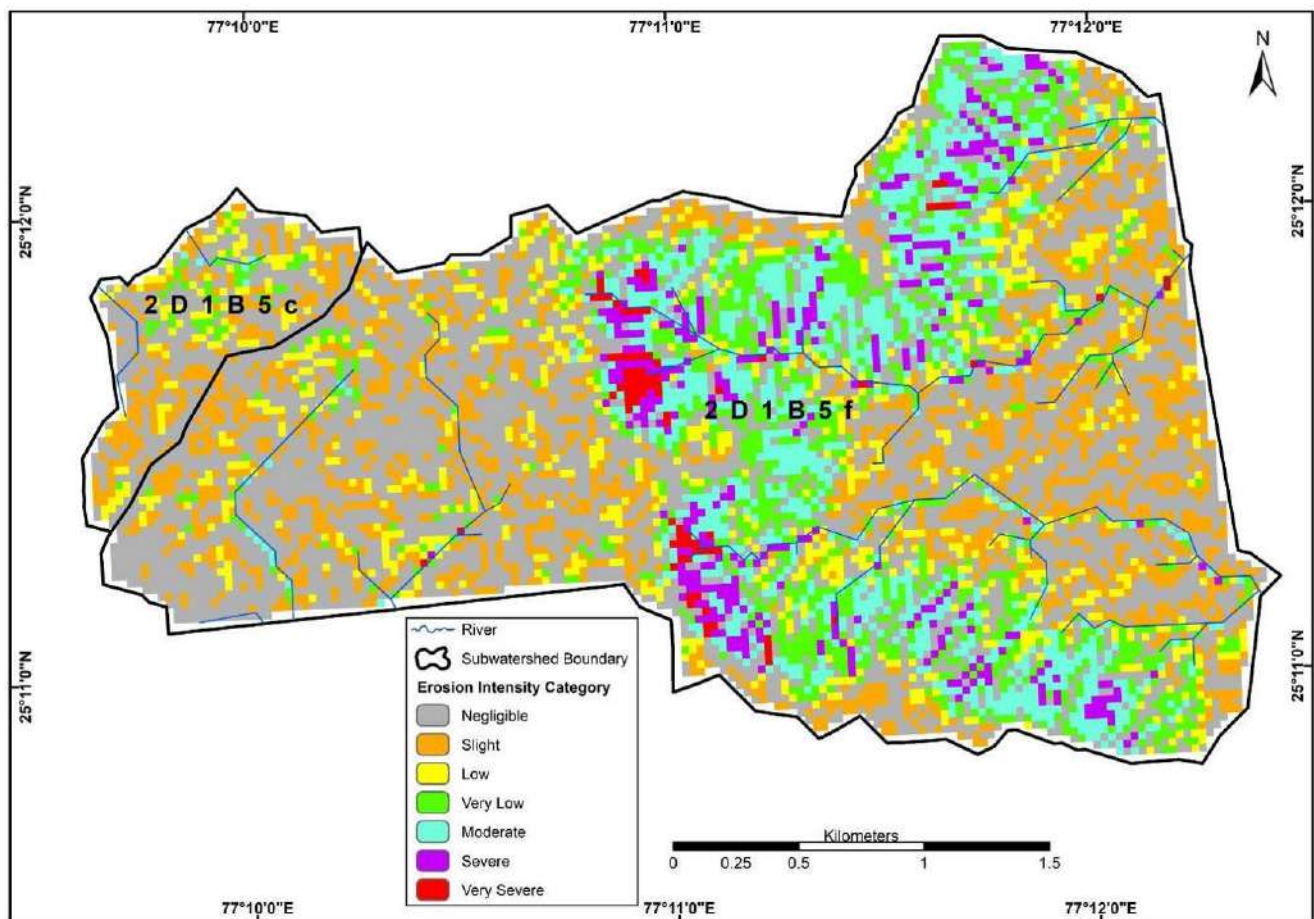 77°10'0"E 77°11'0"E 77°12'0"E
N
25°12'0"N 25°12'0"N
2 D 1 B 5 c
2 D 1 B 5 f
25°11'0"N 25°11'0"N
River
Subwatershed Boundary
Erosion Intensity Category
Negligible
Slight
Low
Very Low
Moderate
Severe
Very Severe
Kilometers
0 0.25 0.5 1 1.5
77°10'0"E 77°11'0"E 77°12'0"E